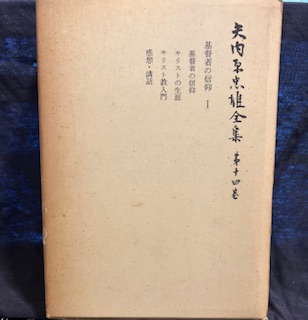 矢内原忠雄全集 第十四巻
基督者の信仰 Ⅰ
基督者の信仰
キリストの生涯
キリスト教入門
感想・講話